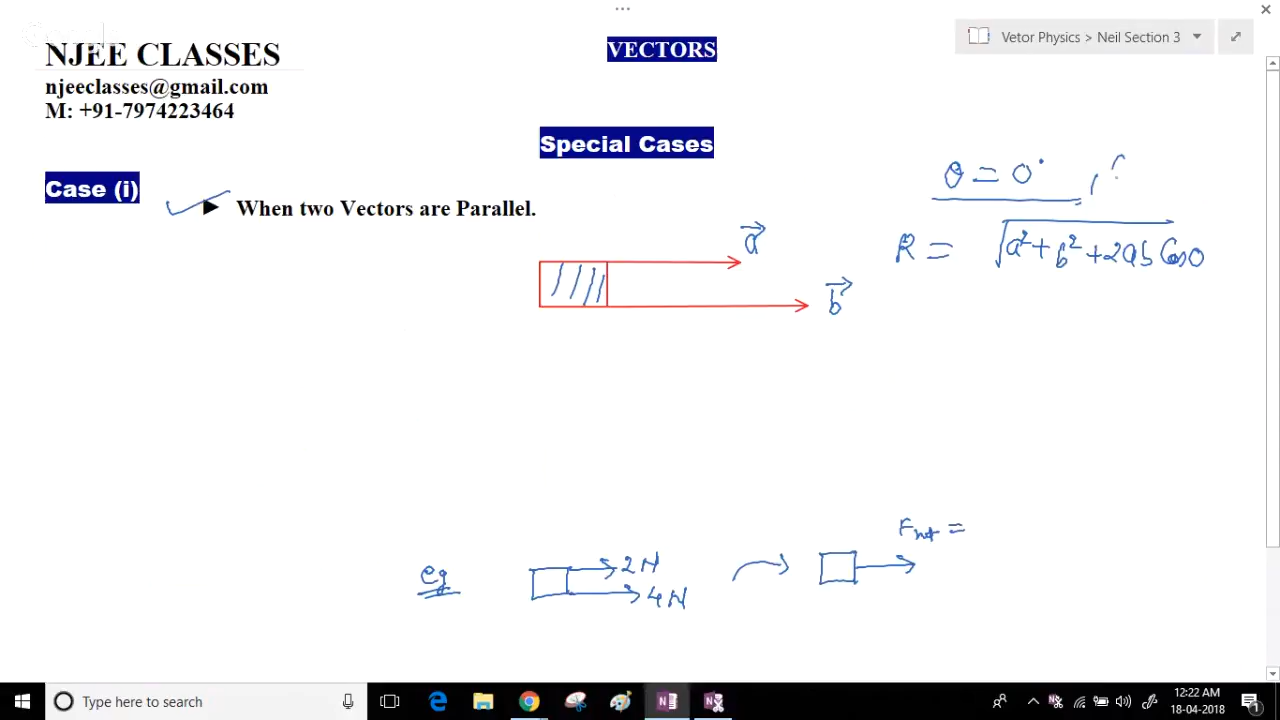 NJEE CLASSES
njeeclasses@gmail.com
M: +91-7974223464
VECTORS
Vetor Physics > Neil Section 3
Special Cases
Case (i)
When two Vectors are Parallel.
θ = 0° ,
a
b
R = √a²+b²+2ab Cos0
eg
2N
4N
Fnet =
Type here to search
12:22 AM
18-04-2018